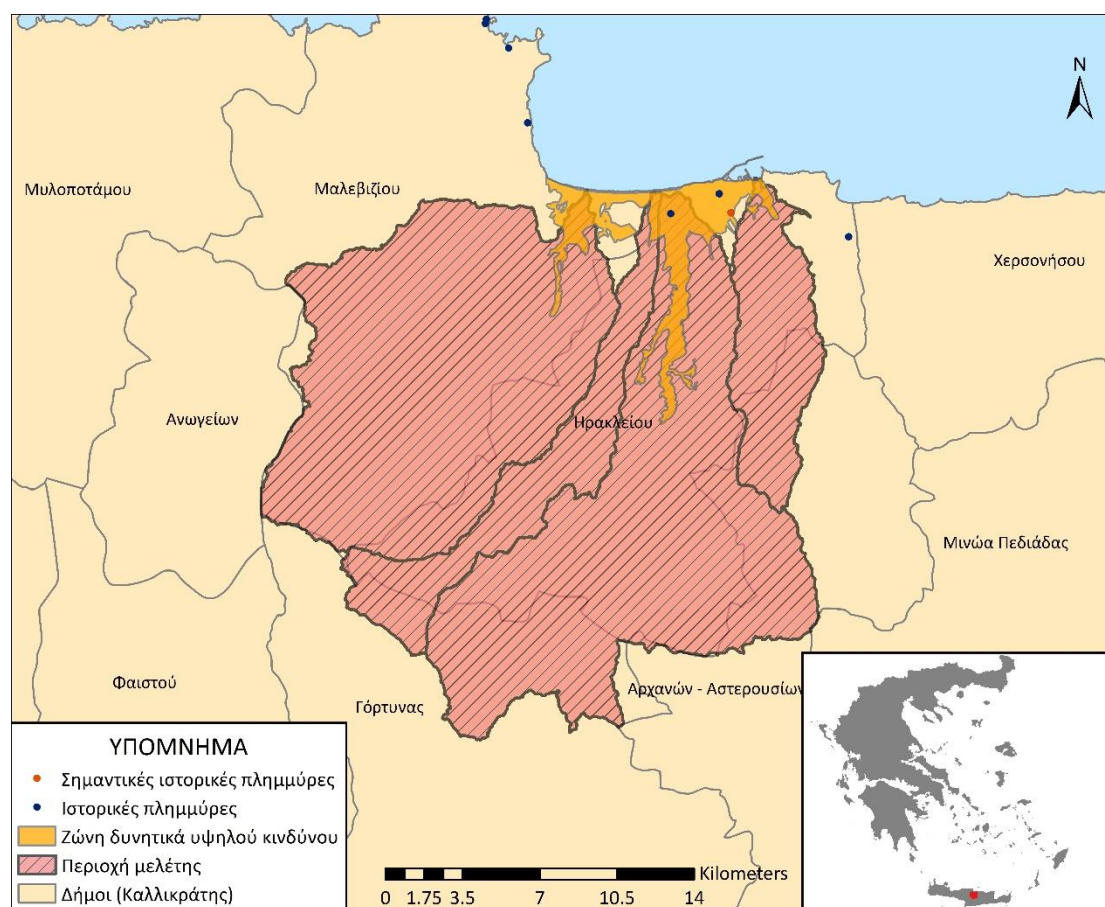 N
Μυλοποτάμου
Μαλεβιζίου
Χερσονήσου
Ανωγείων
Ηρακλείου
Μινώα Πεδιάδας
Φαιστού
Γόρτυνας
Αρχανών - Αστερουσίων
ΥΠΟΜΝΗΜΑ
Σημαντικές ιστορικές πλημμύρες
Ιστορικές πλημμύρες
Ζώνη δυνητικά υψηλού κινδύνου
Περιοχή μελέτης
Δήμοι (Καλλικράτης)
Kilometers
0 1.75 3.5 7 10.5 14